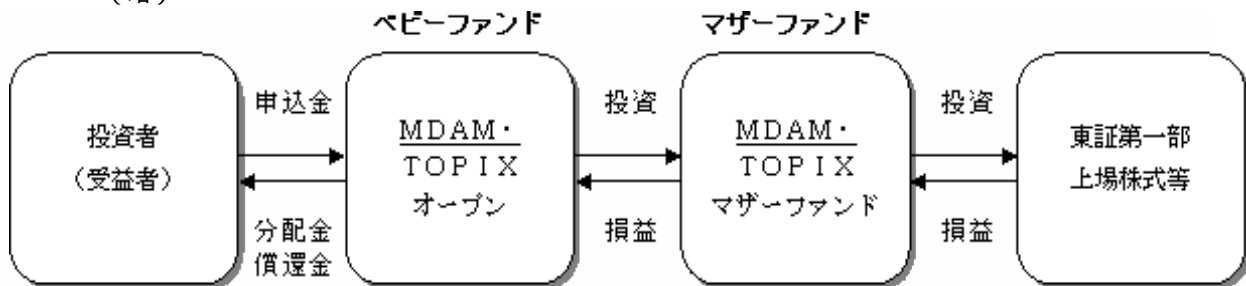 （略）
ベビーファンド
マザーファンド
投資者
（受益者）
申込金
分配金
償還金
ＭＤＡＭ・
ＴＯＰＩＸ
オープン
投資
損益
ＭＤＡＭ・
ＴＯＰＩＸ
マザーファンド
投資
損益
東証第一部
上場株式等